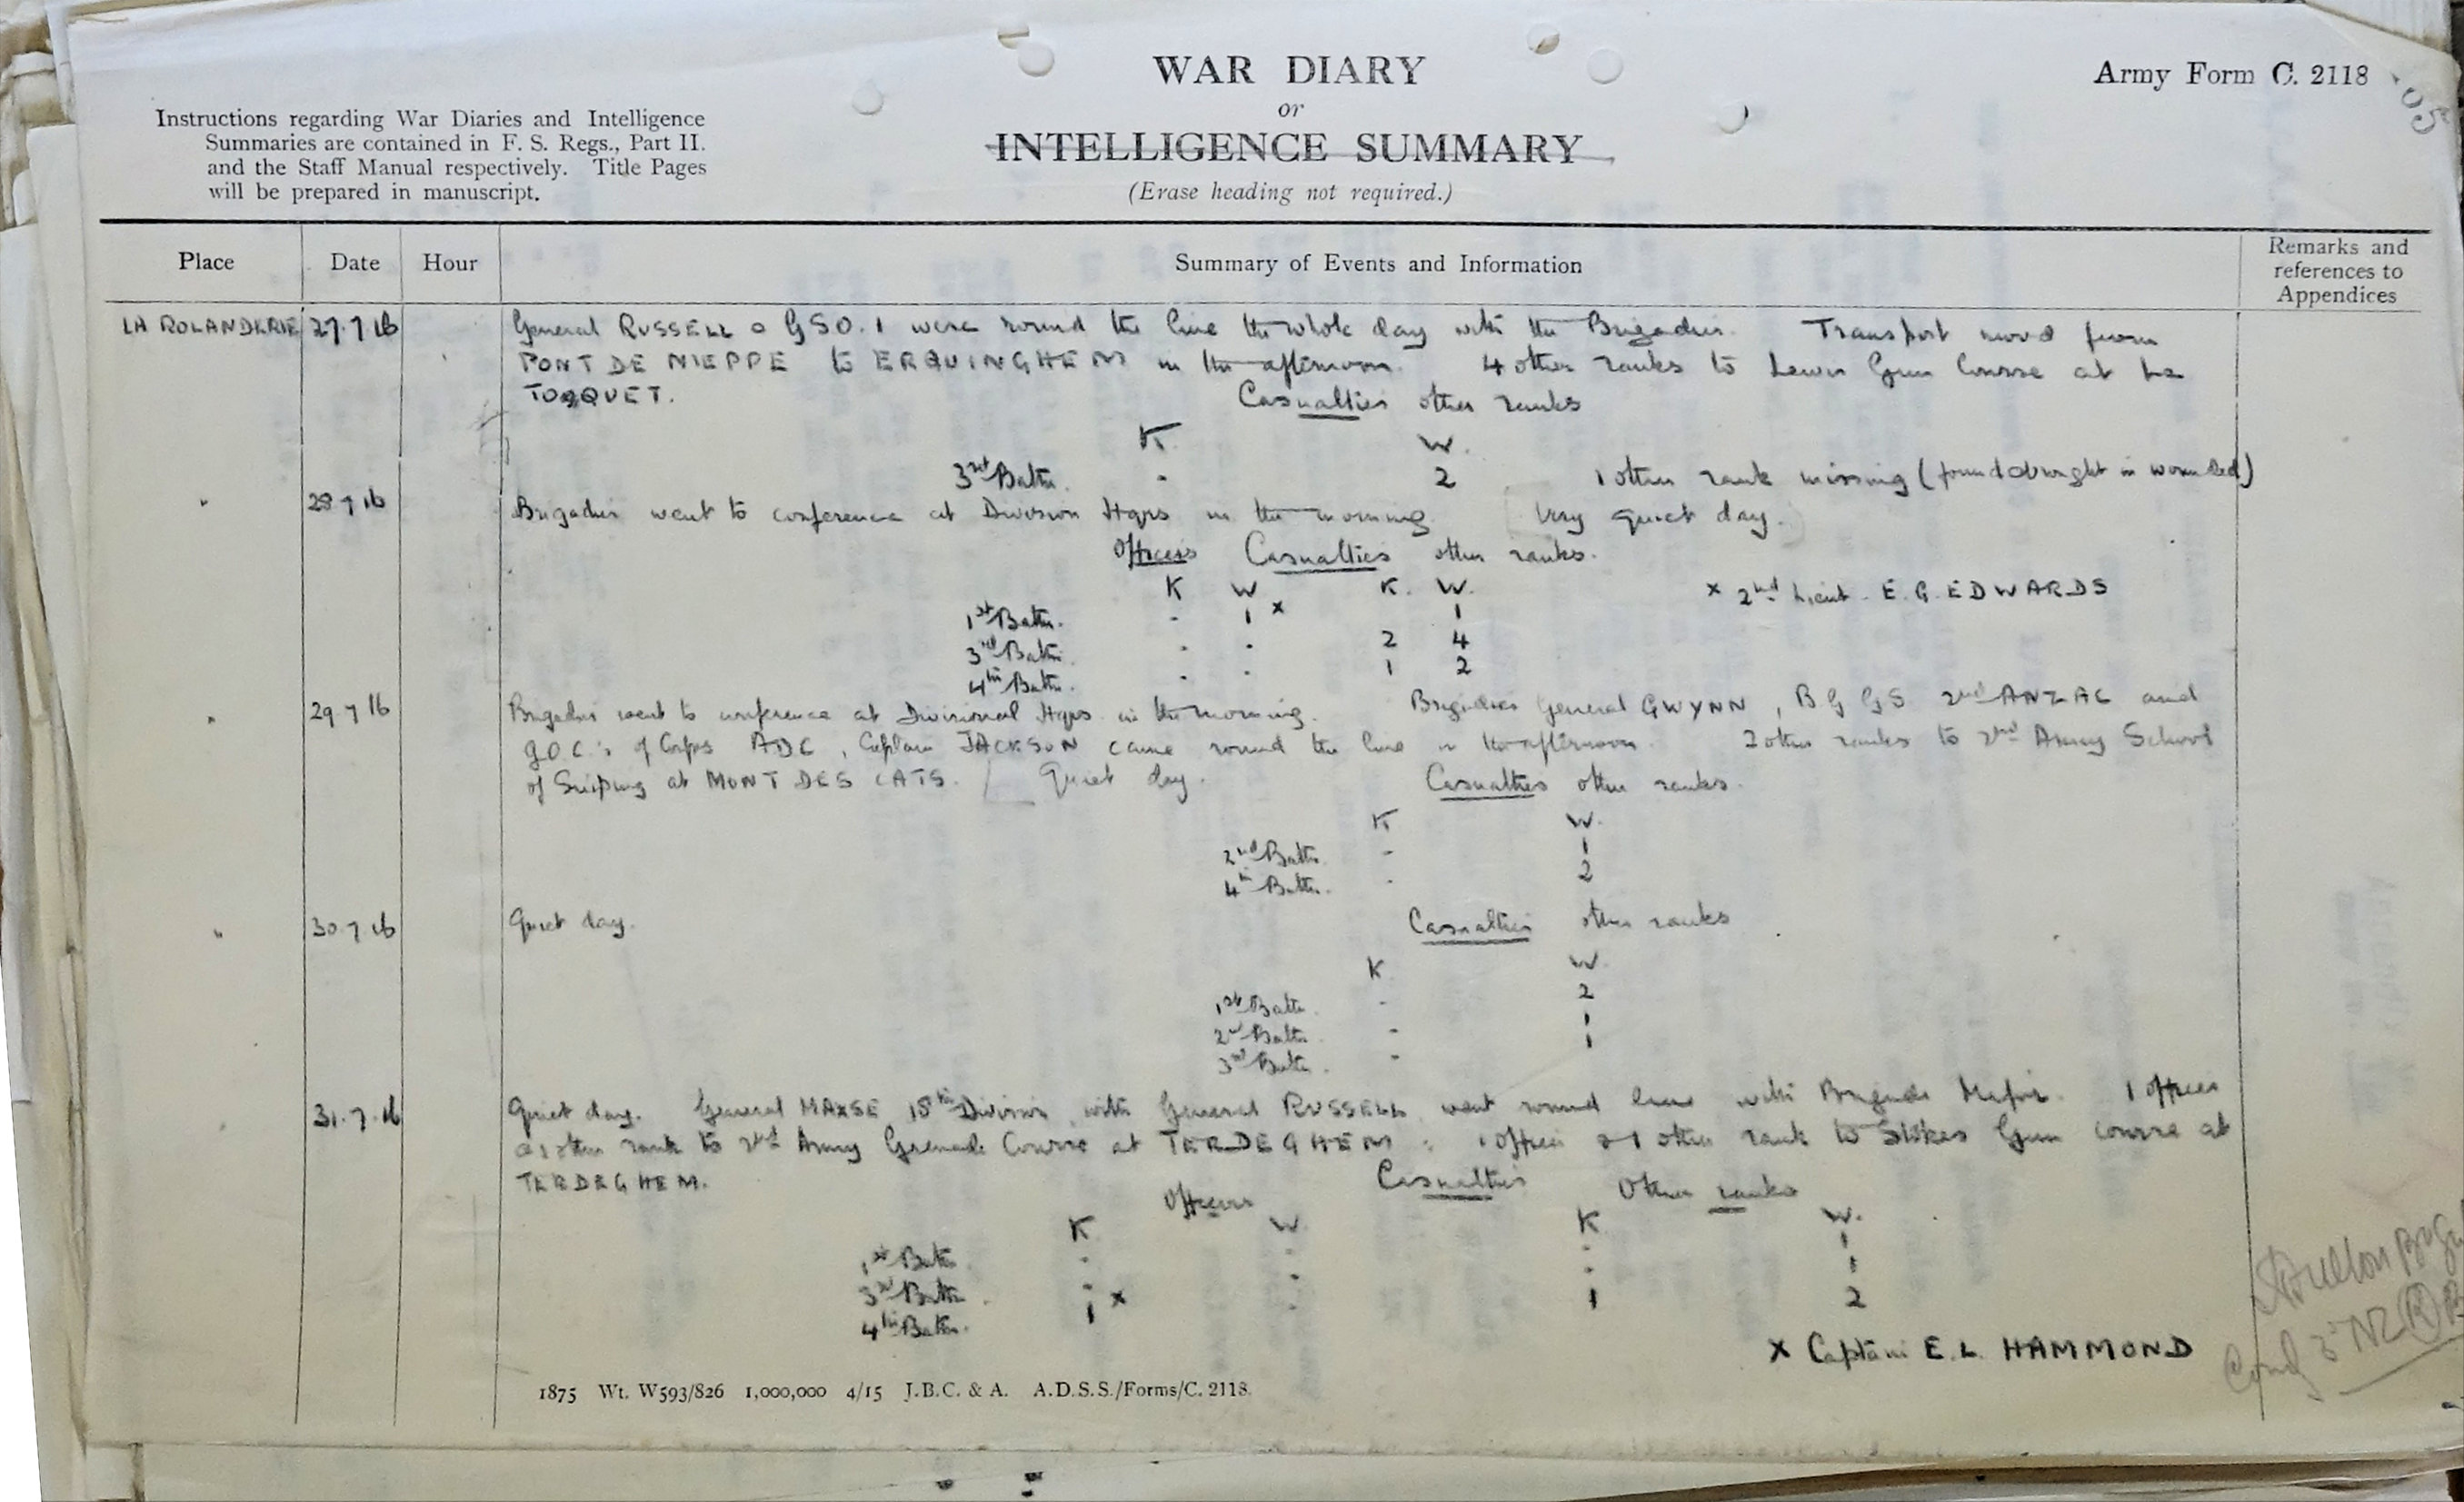 WAR DIARY
or
INTELLIGENCE SUMMARY
(Erase heading not required.)
Army Form C. 2118
Instructions regarding War Diaries and Intelligence
Summaries are contained in F. S. Regs., Part II.
and the Staff Manual respectively. Title Pages
will be prepared in manuscript.
Place Date Hour Summary of Events and Information Remarks and
references to
Appendices
LA ROLANDERIE 27.7.16 General RUSSELL & GSO.1 were round the line the whole day with the Brigadier. Transport moved from
PONT DE NIEPPE to ERQUINGHEM in the afternoon. 4 other ranks to Lewis Gun Course at Le
TOUQUET. Casualties other ranks
K W.
3rd Battn. - 2 1 other rank missing (found & brought in wounded)
" 28.7.16 Brigadier went to conference at Division Hqrs in the morning. Very quiet day.
Officers Casualties other ranks.
K W K. W.
x 2nd Lieut. E.G. EDWARDS
1st Battn. - 1 x 1
3rd Battn. - - 2 4
4th Battn. - - 1 2
" 29.7.16 Brigadier went to conference at Divisional Hqrs in the morning. Brigadier General GWYNN, B G G S 2nd ANZAC and
G.O.C.'s of Corps ADC, Captain JACKSON came round the line in the afternoon. 2 other ranks to 2nd Army School
of Sniping at MONT DES CATS. Quiet day. Casualties other ranks.
K W.
2nd Battn. - 1
4th Battn. - 2
" 30.7.16 Quiet day. Casualties other ranks
K W.
1st Battn. - 2
2nd Battn. - 1
3rd Battn. - 1
31.7.16 Quiet day. General MAXSE 18th Division, with General RUSSELL went round line with Brigade Major. 1 officer
& 1 other rank to 2nd Army Grenade Course at TERDEGHEM: 1 officer & 1 other rank to Stokes Gun course at
TERDEGHEM. Casualties
Officers Other ranks
K W. K W.
1st Battn. - - - 1
3rd Battn. - - - 1
4th Battn. 1 x - 1 2
x Captain E.L. HAMMOND
Comd 3rd NZ(R)B
1875 Wt. W593/826 1,000,000 4/15 J.B.C. & A. A.D.S.S./Forms/C. 2118.